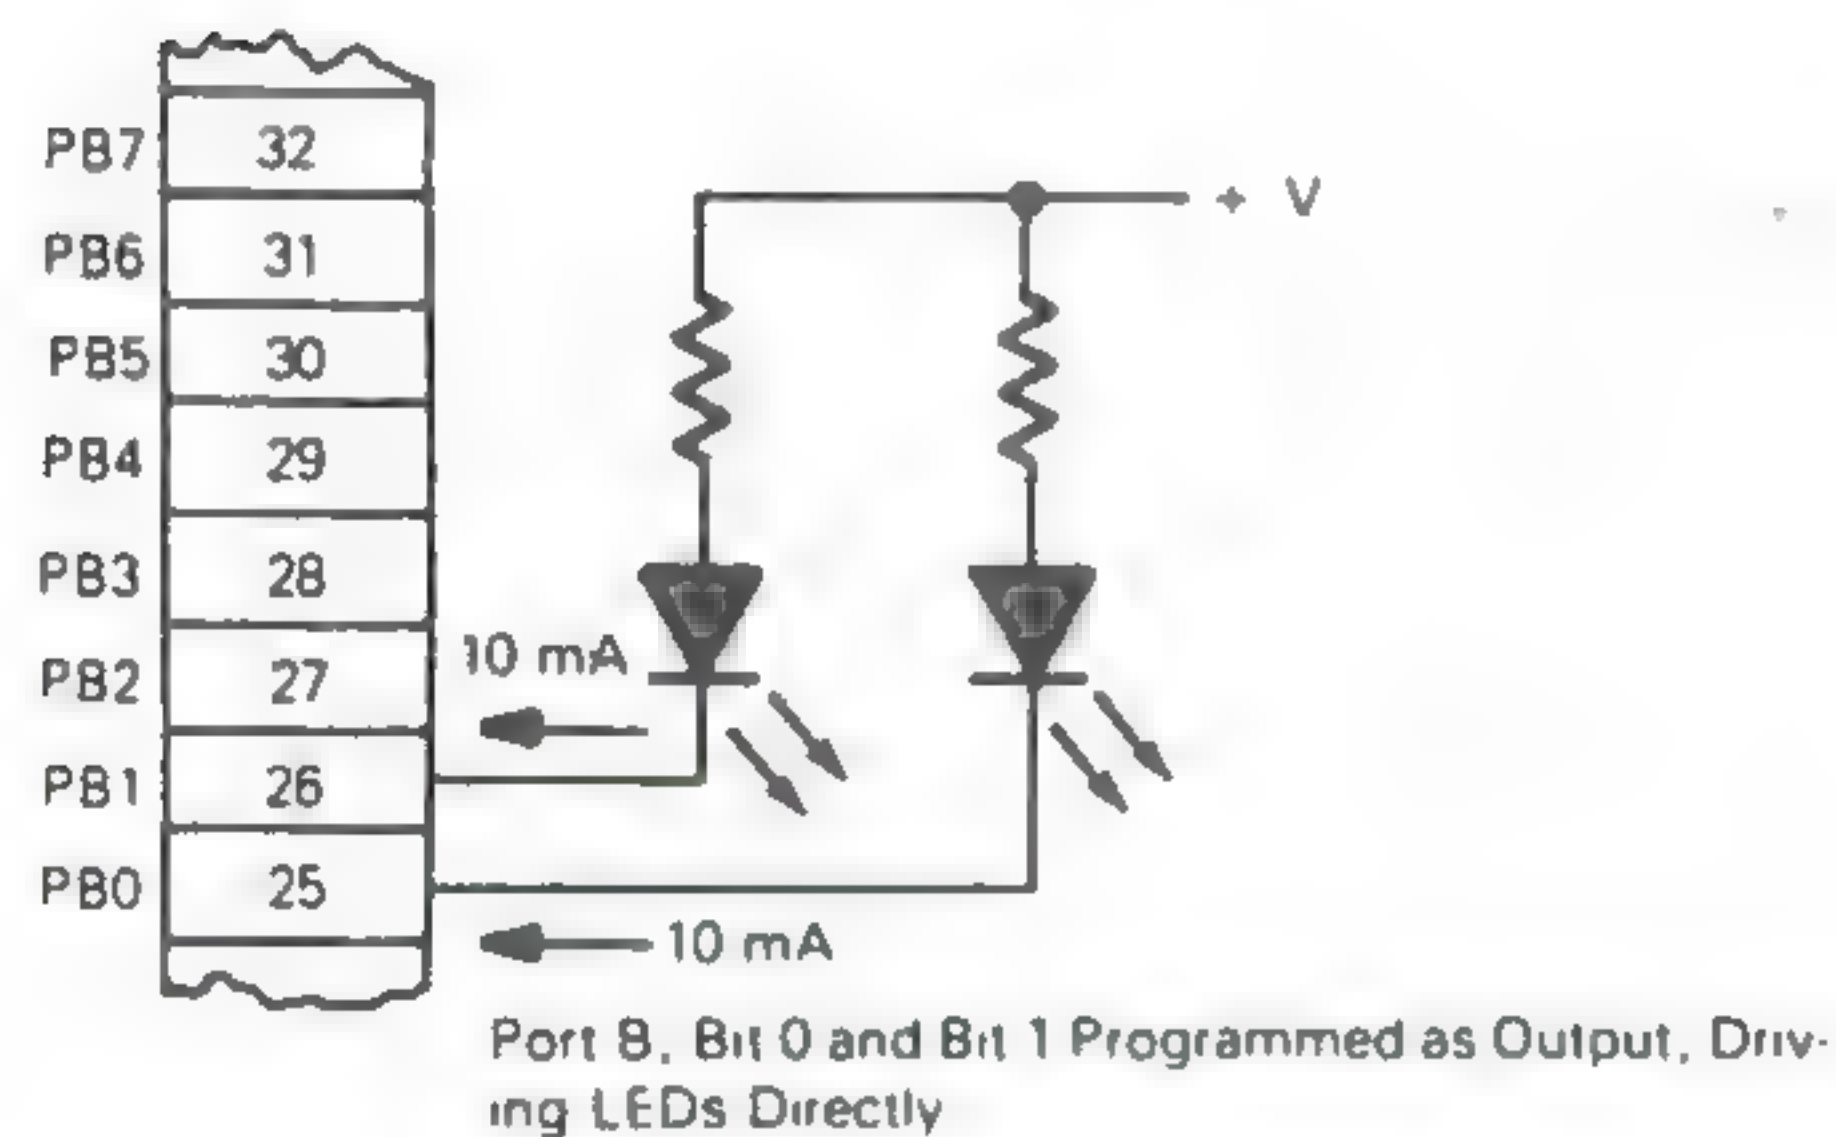 PB7 32
+ V
PB6 31
PB5 30
PB4 29
PB3 28
10 mA
PB2 27
PB1 26
PB0 25
10 mA
Port B, Bit 0 and Bit 1 Programmed as Output, Driv-
ing LEDs Directly